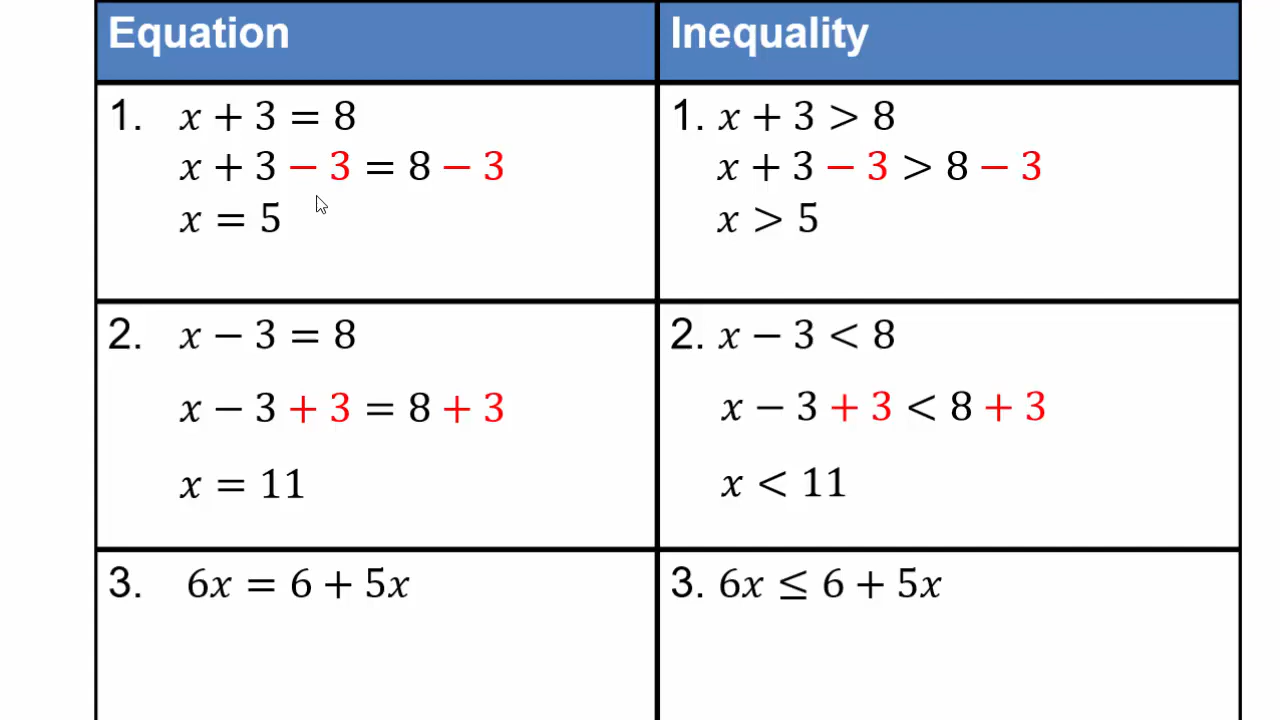 Equation
Inequality
1. x + 3 = 8
x + 3 − 3 = 8 − 3
x = 5
1. x + 3 > 8
x + 3 − 3 > 8 − 3
x > 5
2. x − 3 = 8
x − 3 + 3 = 8 + 3
x = 11
2. x − 3 < 8
x − 3 + 3 < 8 + 3
x < 11
3. 6x = 6 + 5x
3. 6x ≤ 6 + 5x